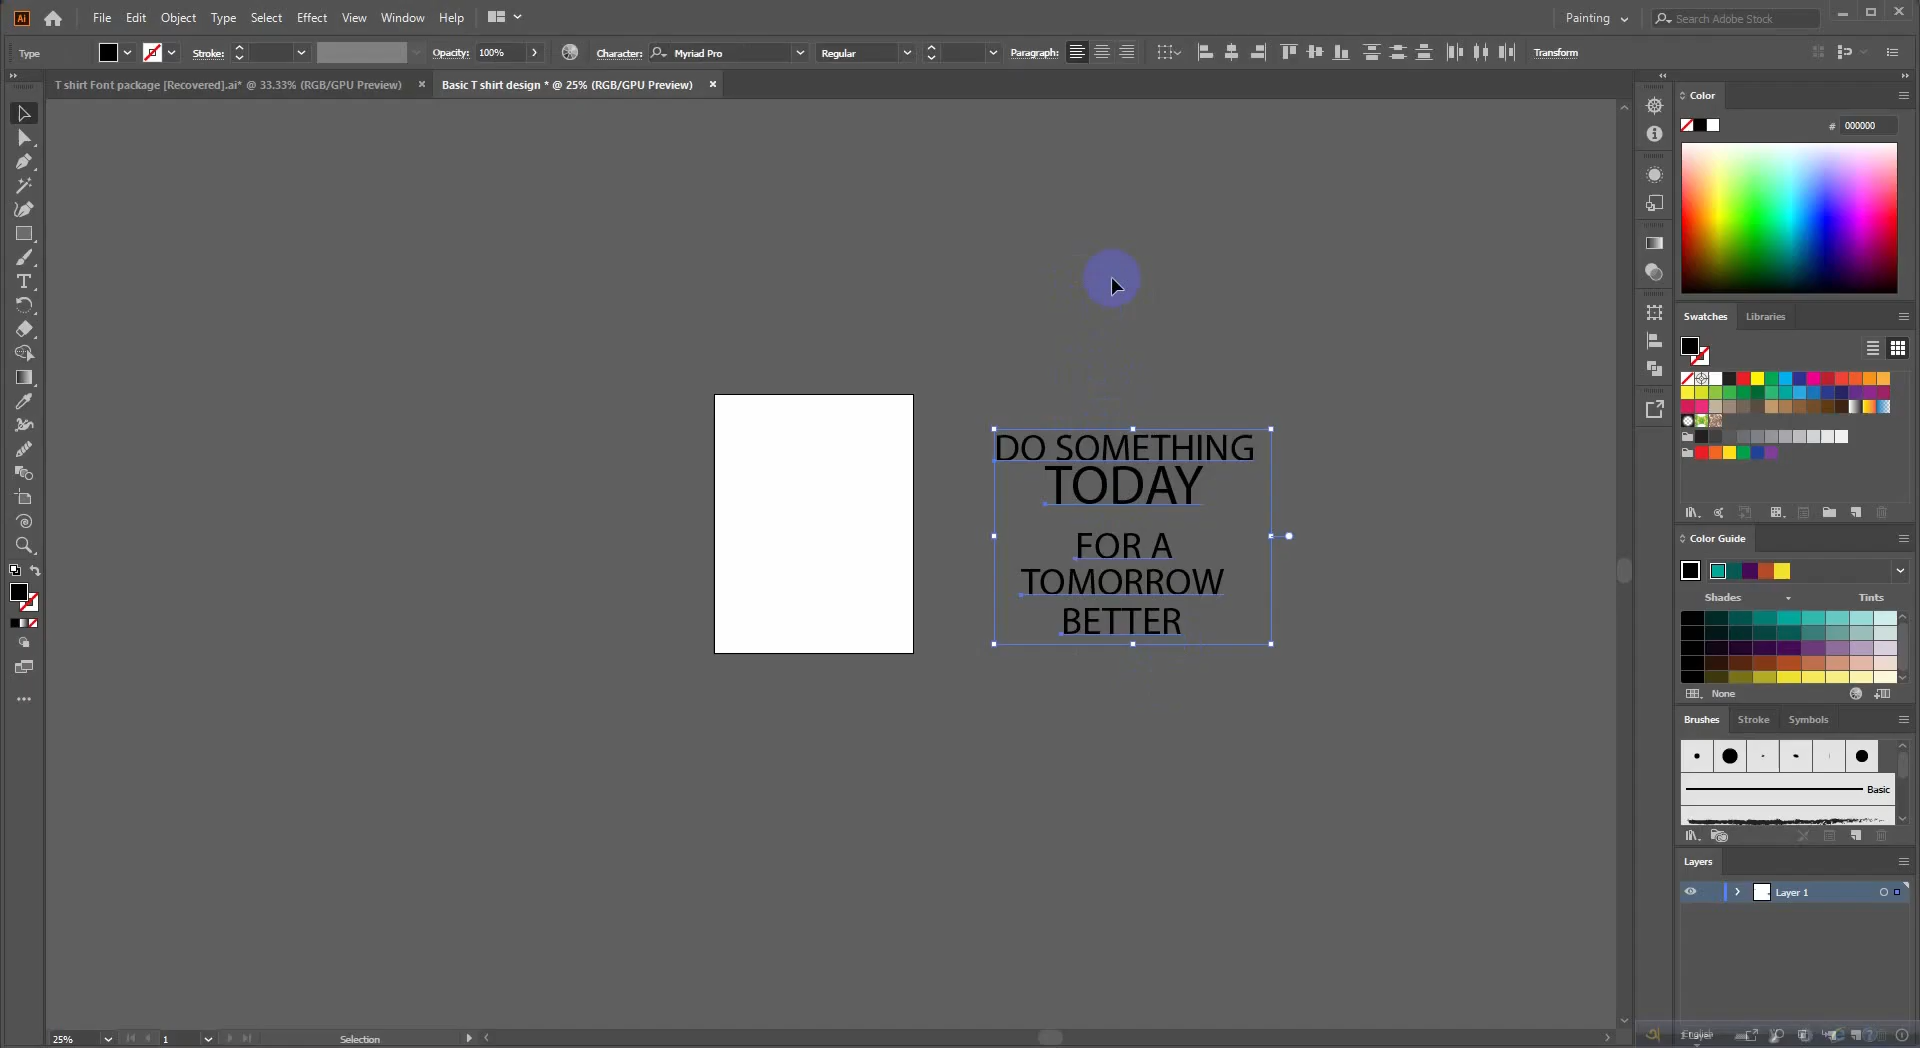 Ai File Edit Object Type Select Effect View Window Help Painting Search Adobe Stock
Type Stroke: Opacity: 100% Character: Myriad Pro Regular Paragraph: Transform
T shirt Font package [Recovered].ai* @ 33.33% (RGB/GPU Preview) × Basic T shirt design * @ 25% (RGB/GPU Preview) ×
Color
# 000000
Swatches Libraries
DO SOMETHING
TODAY
FOR A
TOMORROW
BETTER
Color Guide
Shades Tints
None
Brushes Stroke Symbols
Basic
Layers
Layer 1
25% 1 Selection